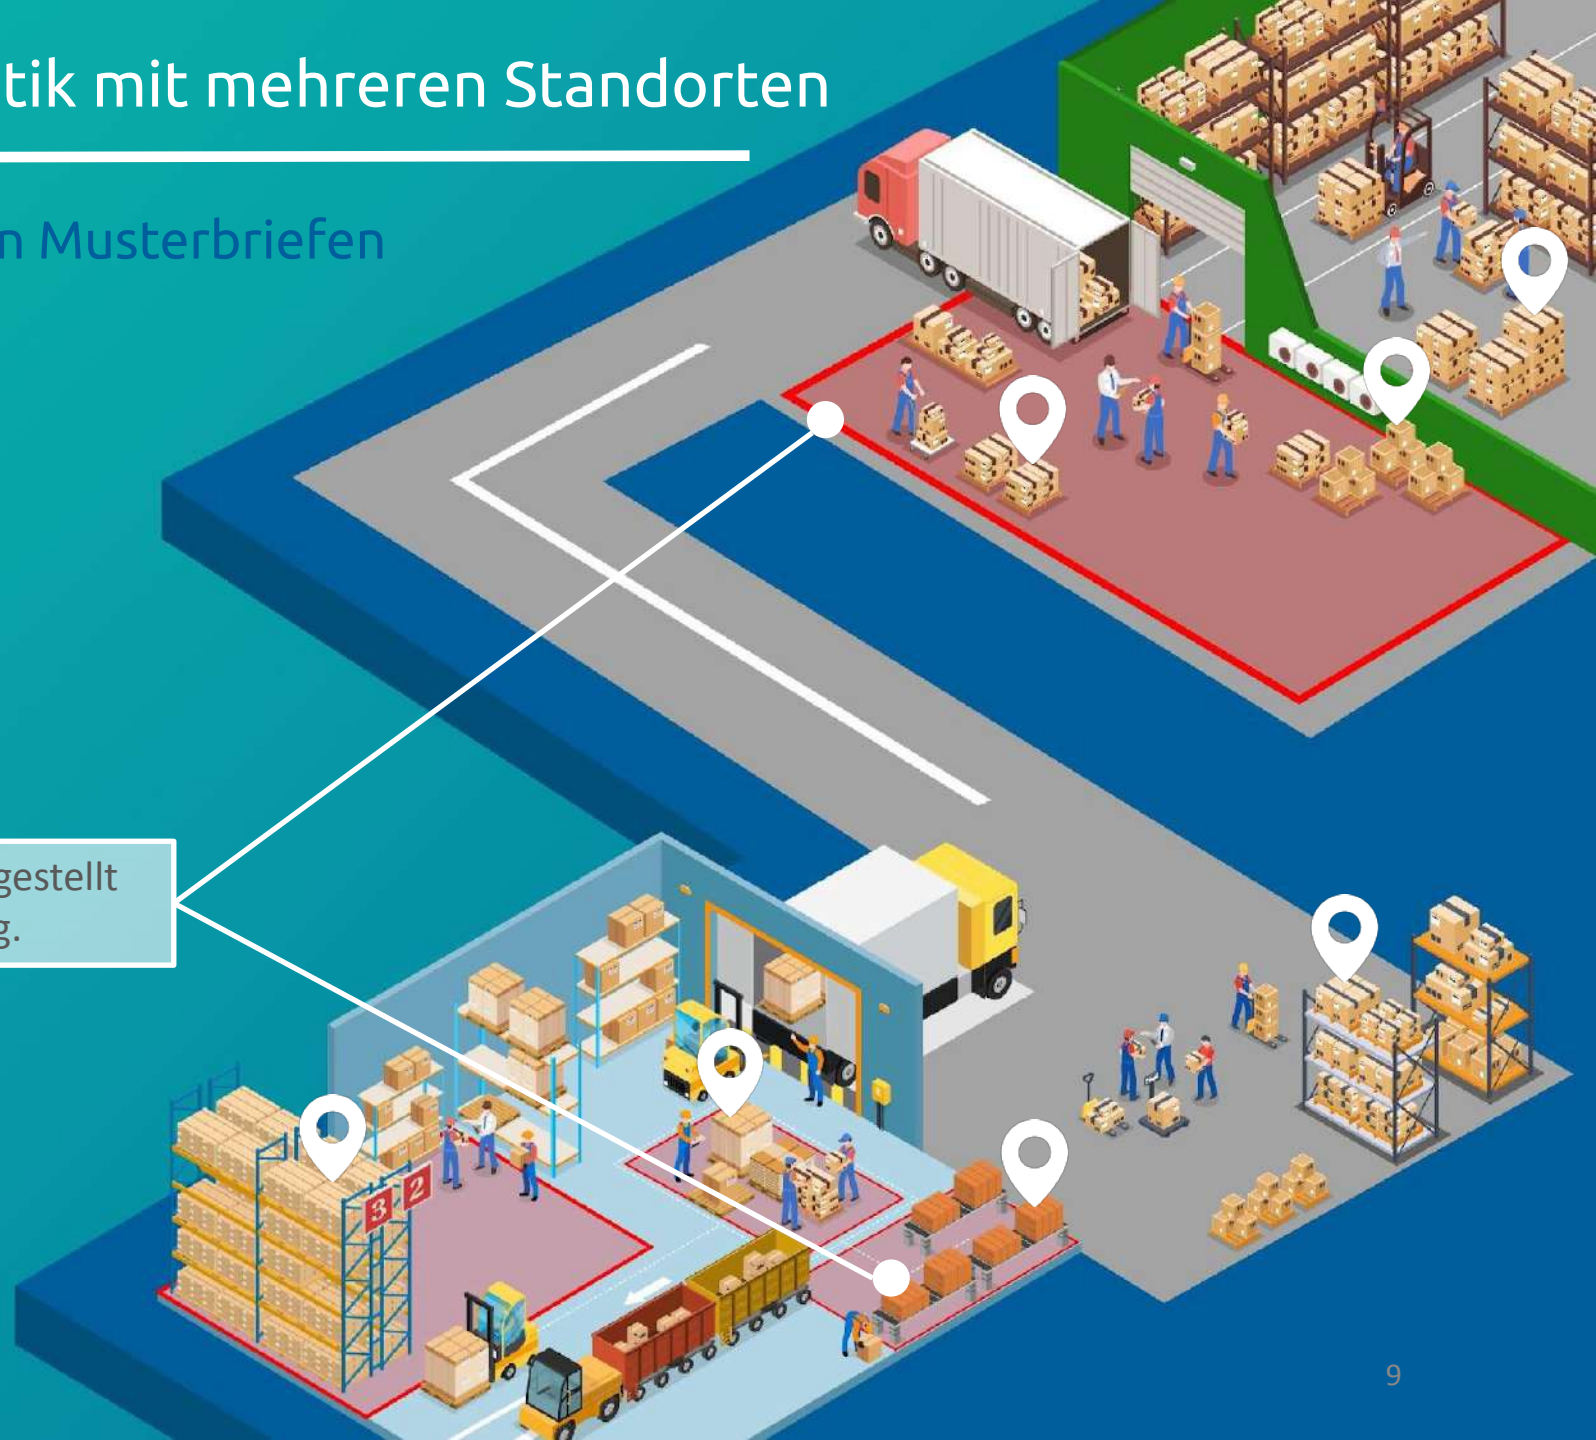 tik mit mehreren Standorten
n Musterbriefen
gestellt
g.
3 2
9